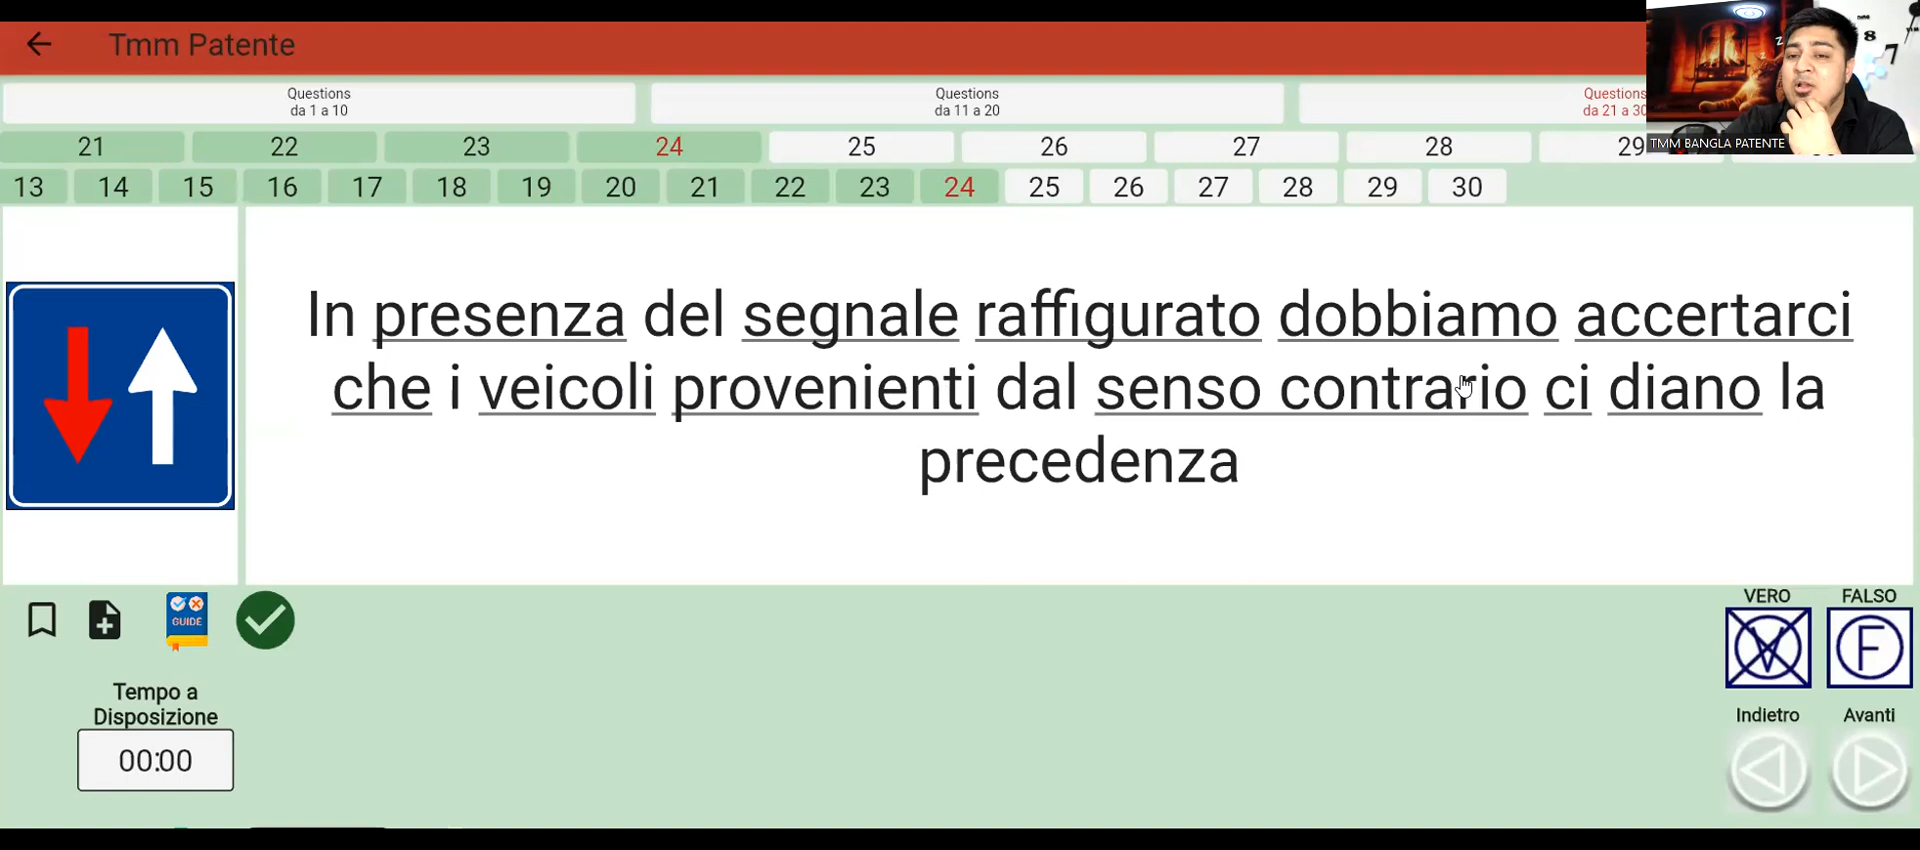 Tmm Patente
Questions
da 1 a 10
Questions
da 11 a 20
Questions
da 21 a 30
21 22 23 24 25 26 27 28 29
13 14 15 16 17 18 19 20 21 22 23 24 25 26 27 28 29 30
8
7
TMM BANGLA PATENTE
In presenza del segnale raffigurato dobbiamo accertarci
che i veicoli provenienti dal senso contrario ci diano la
precedenza
GUIDE
VERO FALSO
V F
Tempo a
Disposizione
00:00
Indietro Avanti